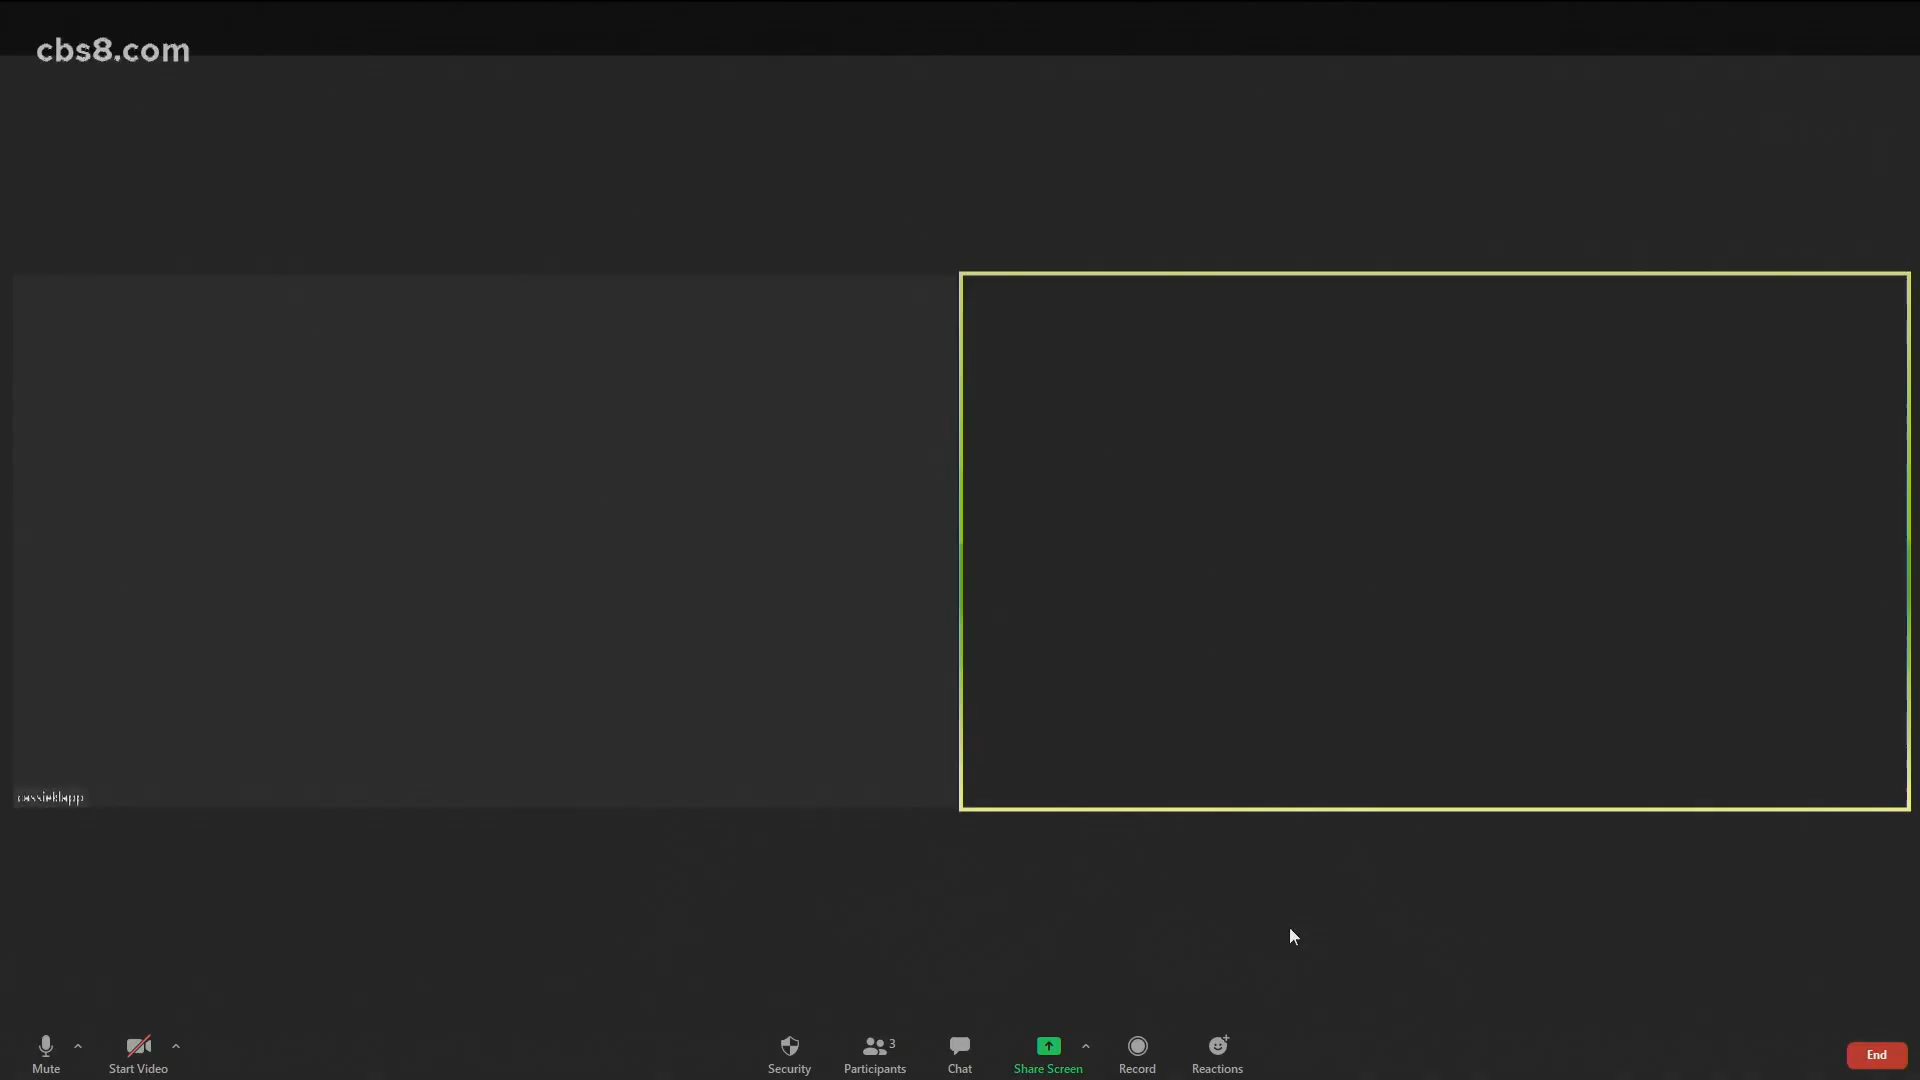 cbs8.com
Mute
Start Video
Security
Participants
3
Chat
Share Screen
Record
Reactions
End